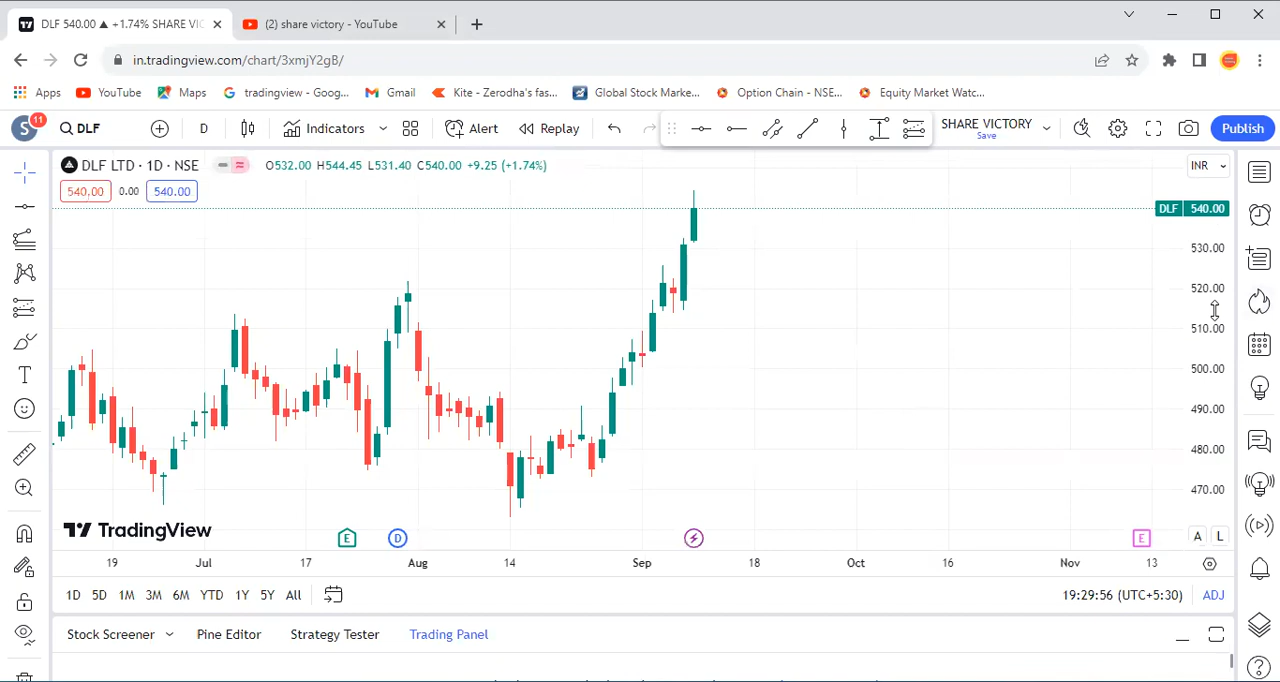 DLF 540.00 ▲ +1.74% SHARE VIC
(2) share victory - YouTube
in.tradingview.com/chart/3xmjY2gB/
Apps YouTube Maps tradingview - Goog... Gmail Kite - Zerodha's fas... Global Stock Marke... Option Chain - NSE... Equity Market Watc...
S 11 DLF D Indicators Alert Replay SHARE VICTORY Save Publish
DLF LTD · 1D · NSE O532.00 H544.45 L531.40 C540.00 +9.25 (+1.74%) INR
540.00 0.00 540.00
DLF 540.00
530.00
520.00
510.00
500.00
490.00
480.00
470.00
TradingView
E D E A L
19 Jul 17 Aug 14 Sep 18 Oct 16 Nov 13
1D 5D 1M 3M 6M YTD 1Y 5Y All 19:29:56 (UTC+5:30) ADJ
Stock Screener Pine Editor Strategy Tester Trading Panel